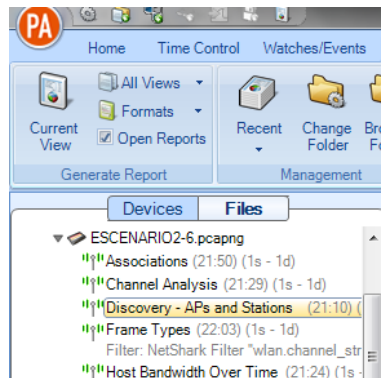 PA
Home Time Control Watches/Events
All Views
Formats
Open Reports
Current View
Recent
Change Folder
Generate Report
Management
Devices Files
ESCENARIO2-6.pcapng
Associations (21:50) (1s - 1d)
Channel Analysis (21:29) (1s - 1d)
Discovery - APs and Stations (21:10) (
Frame Types (22:03) (1s - 1d)
Filter: NetShark Filter "wlan.channel_str
Host Bandwidth Over Time (21:24) (1s -